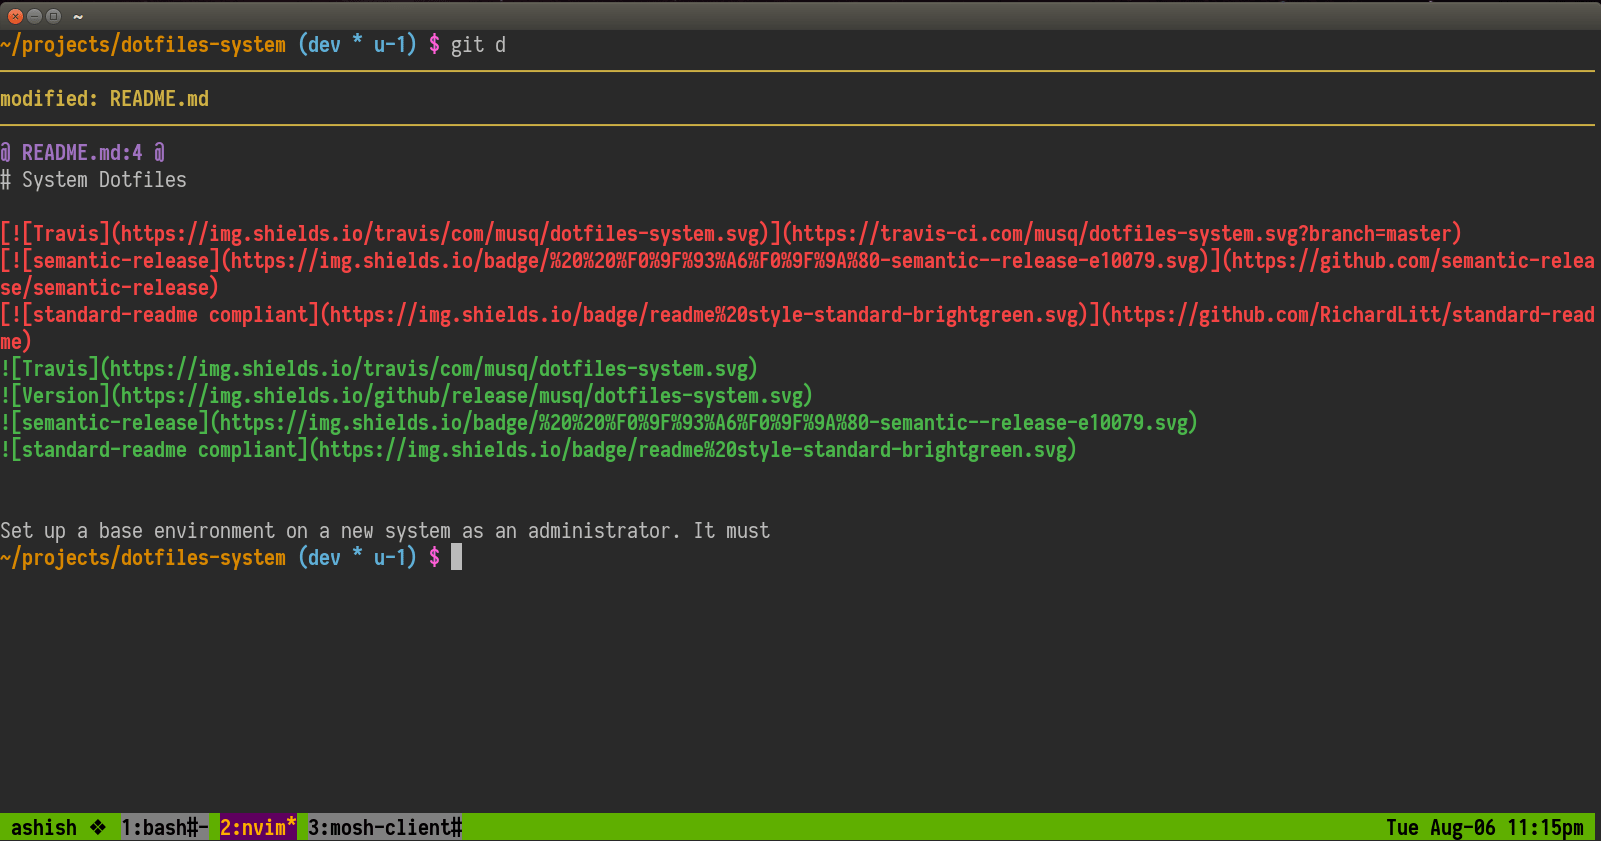 ~
~/projects/dotfiles-system (dev * u-1) $ git d
modified: README.md
@ README.md:4 @
# System Dotfiles
[![Travis](https://img.shields.io/travis/com/musq/dotfiles-system.svg)](https://travis-ci.com/musq/dotfiles-system.svg?branch=master)
[![semantic-release](https://img.shields.io/badge/%20%20%F0%9F%93%A6%F0%9F%9A%80-semantic--release-e10079.svg)](https://github.com/semantic-relea
se/semantic-release)
[![standard-readme compliant](https://img.shields.io/badge/readme%20style-standard-brightgreen.svg)](https://github.com/RichardLitt/standard-read
me)
![Travis](https://img.shields.io/travis/com/musq/dotfiles-system.svg)
![Version](https://img.shields.io/github/release/musq/dotfiles-system.svg)
![semantic-release](https://img.shields.io/badge/%20%20%F0%9F%93%A6%F0%9F%9A%80-semantic--release-e10079.svg)
![standard-readme compliant](https://img.shields.io/badge/readme%20style-standard-brightgreen.svg)
Set up a base environment on a new system as an administrator. It must
~/projects/dotfiles-system (dev * u-1) $
ashish ❖ 1:bash#- 2:nvim* 3:mosh-client# Tue Aug-06 11:15pm